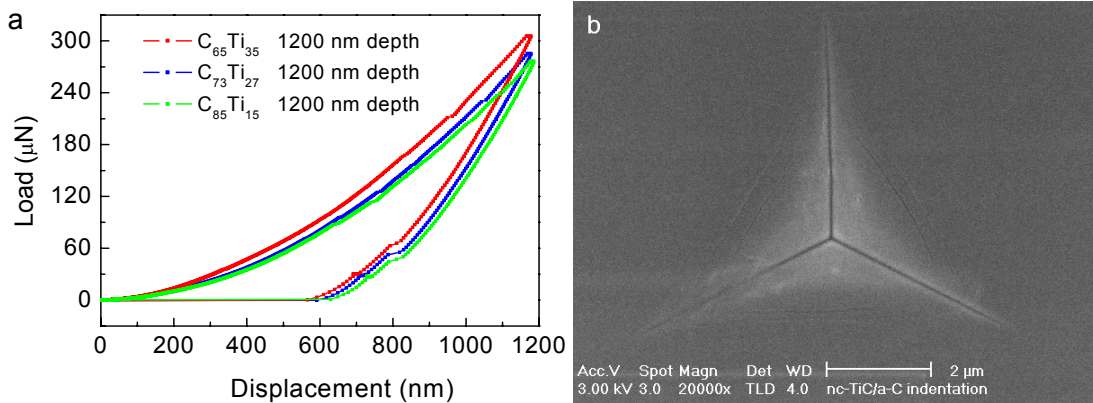 a
Load (μN)
300
240
180
120
60
0
C65Ti35 1200 nm depth
C73Ti27 1200 nm depth
C85Ti15 1200 nm depth
0 200 400 600 800 1000 1200
Displacement (nm)
b
2 μm
Acc.V Spot Magn Det WD
3.00 kV 3.0 20000x TLD 4.0 nc-TiC/a-C indentation